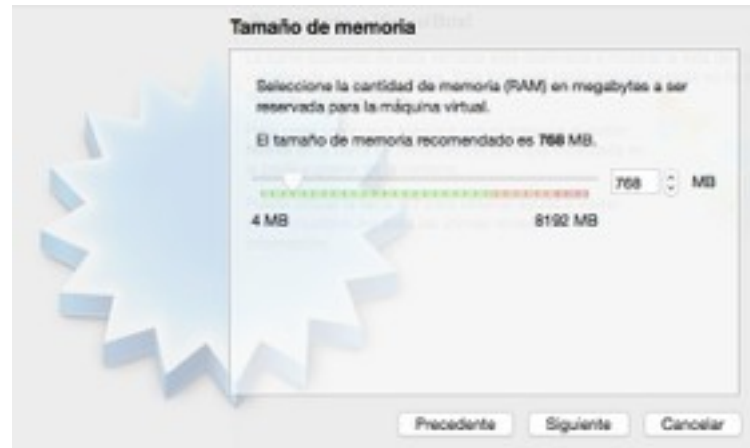 Tamaño de memoria
Seleccione la cantidad de memoria (RAM) en megabytes a ser
reservada para la máquina virtual.
El tamaño de memoria recomendado es 768 MB.
768 MB
4 MB 8192 MB
Precedente Siguiente Cancelar